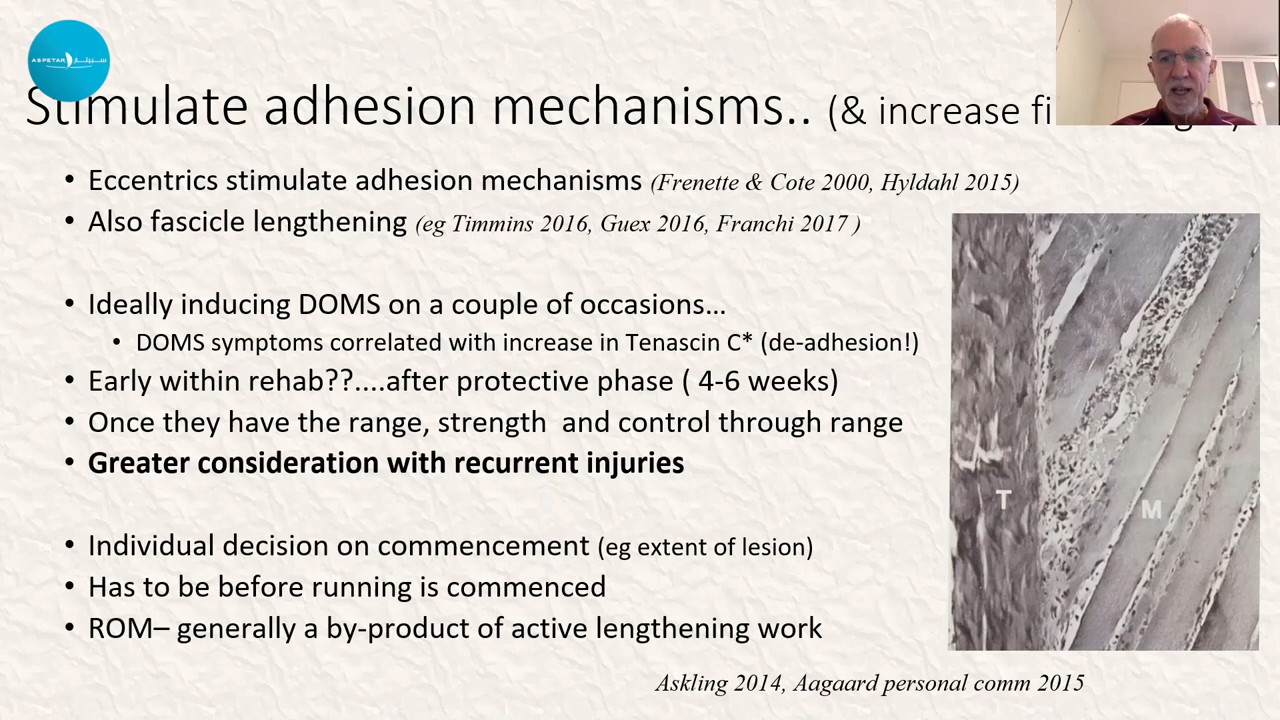 ASPETAR سبيتار
Stimulate adhesion mechanisms.. (& increase
• Eccentrics stimulate adhesion mechanisms (Frenette & Cote 2000, Hyldahl 2015)
• Also fascicle lengthening (eg Timmins 2016, Guex 2016, Franchi 2017 )
• Ideally inducing DOMS on a couple of occasions…
• DOMS symptoms correlated with increase in Tenascin C* (de-adhesion!)
• Early within rehab??....after protective phase ( 4-6 weeks)
• Once they have the range, strength and control through range
• Greater consideration with recurrent injuries
T
M
• Individual decision on commencement (eg extent of lesion)
• Has to be before running is commenced
• ROM– generally a by-product of active lengthening work
Askling 2014, Aagaard personal comm 2015